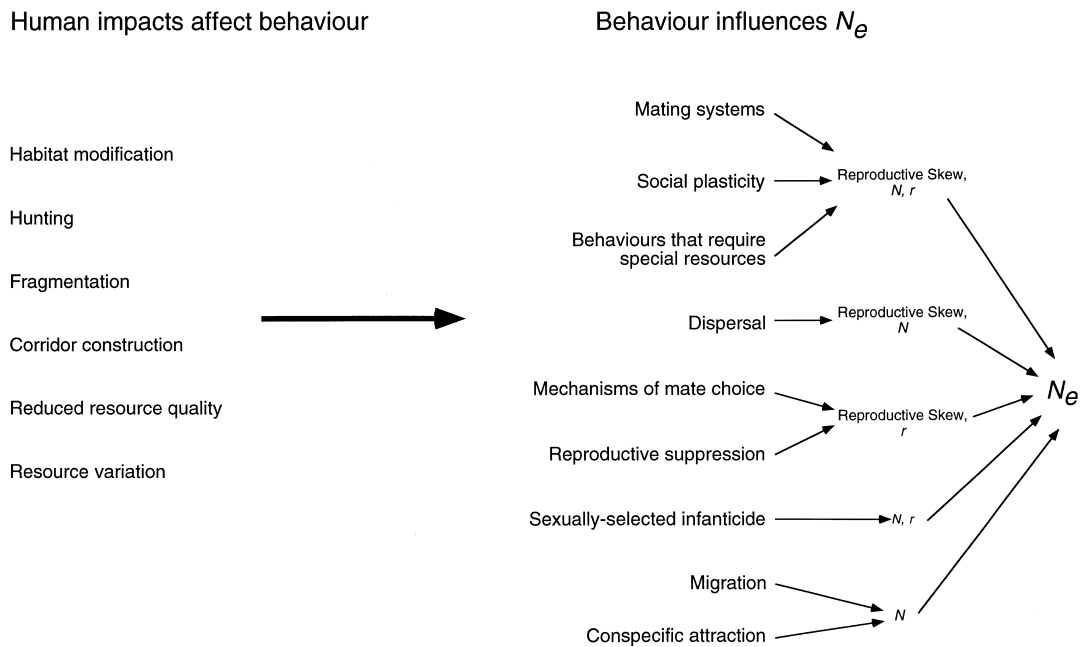 Human impacts affect behaviour
Habitat modification
Hunting
Fragmentation
Corridor construction
Reduced resource quality
Resource variation
Behaviour influences Ne
Mating systems
Social plasticity
Behaviours that require
special resources
Reproductive Skew,
N, r
Dispersal
Reproductive Skew,
N
Mechanisms of mate choice
Reproductive suppression
Reproductive Skew,
r
Sexually-selected infanticide
N, r
Migration
Conspecific attraction
N
Ne